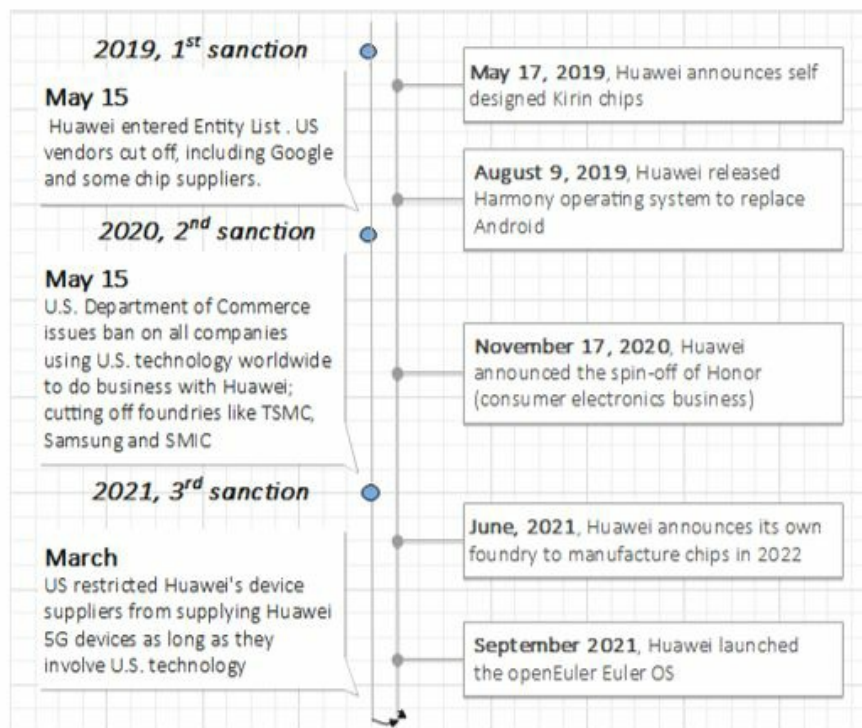 2019, 1st sanction
May 15
Huawei entered Entity List . US
vendors cut off, including Google
and some chip suppliers.
May 17, 2019, Huawei announces self
designed Kirin chips
August 9, 2019, Huawei released
Harmony operating system to replace
Android
2020, 2nd sanction
May 15
U.S. Department of Commerce
issues ban on all companies
using U.S. technology worldwide
to do business with Huawei;
cutting off foundries like TSMC,
Samsung and SMIC
November 17, 2020, Huawei
announced the spin-off of Honor
(consumer electronics business)
2021, 3rd sanction
March
US restricted Huawei's device
suppliers from supplying Huawei
5G devices as long as they
involve U.S. technology
June, 2021, Huawei announces its own
foundry to manufacture chips in 2022
September 2021, Huawei launched
the openEuler Euler OS